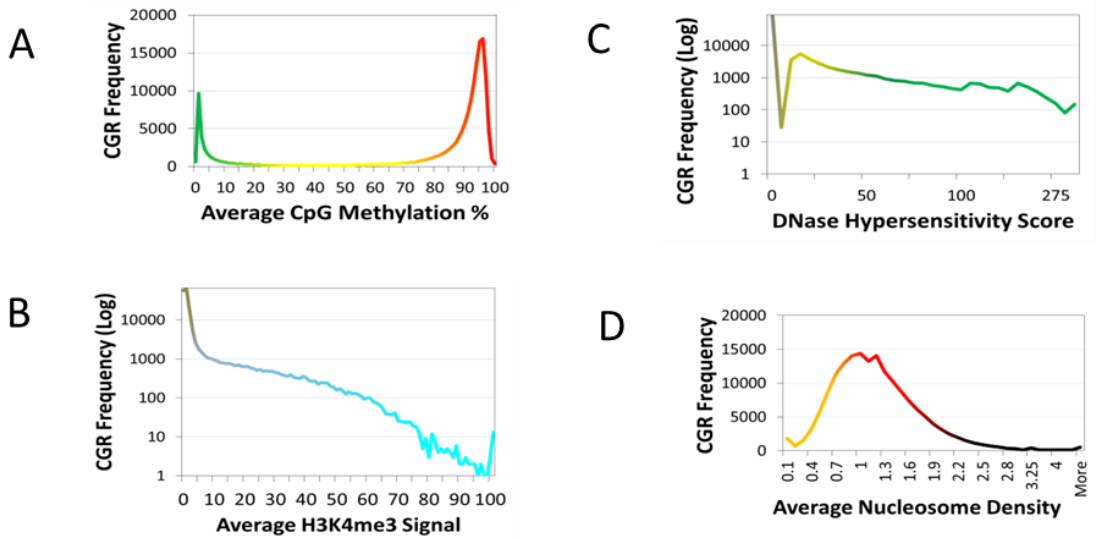 A
CGR Frequency
20000
15000
10000
5000
0
0 10 20 30 40 50 60 70 80 90 100
Average CpG Methylation %
B
CGR Frequency (Log)
10000
1000
100
10
1
0 10 20 30 40 50 60 70 80 90 100
Average H3K4me3 Signal
C
CGR Frequency (Log)
10000
1000
100
10
1
0 50 100 275
DNase Hypersensitivity Score
D
CGR Frequency
20000
15000
10000
5000
0
0.1 0.4 0.7 1 1.3 1.6 1.9 2.2 2.5 2.8 3.25 4 More
Average Nucleosome Density